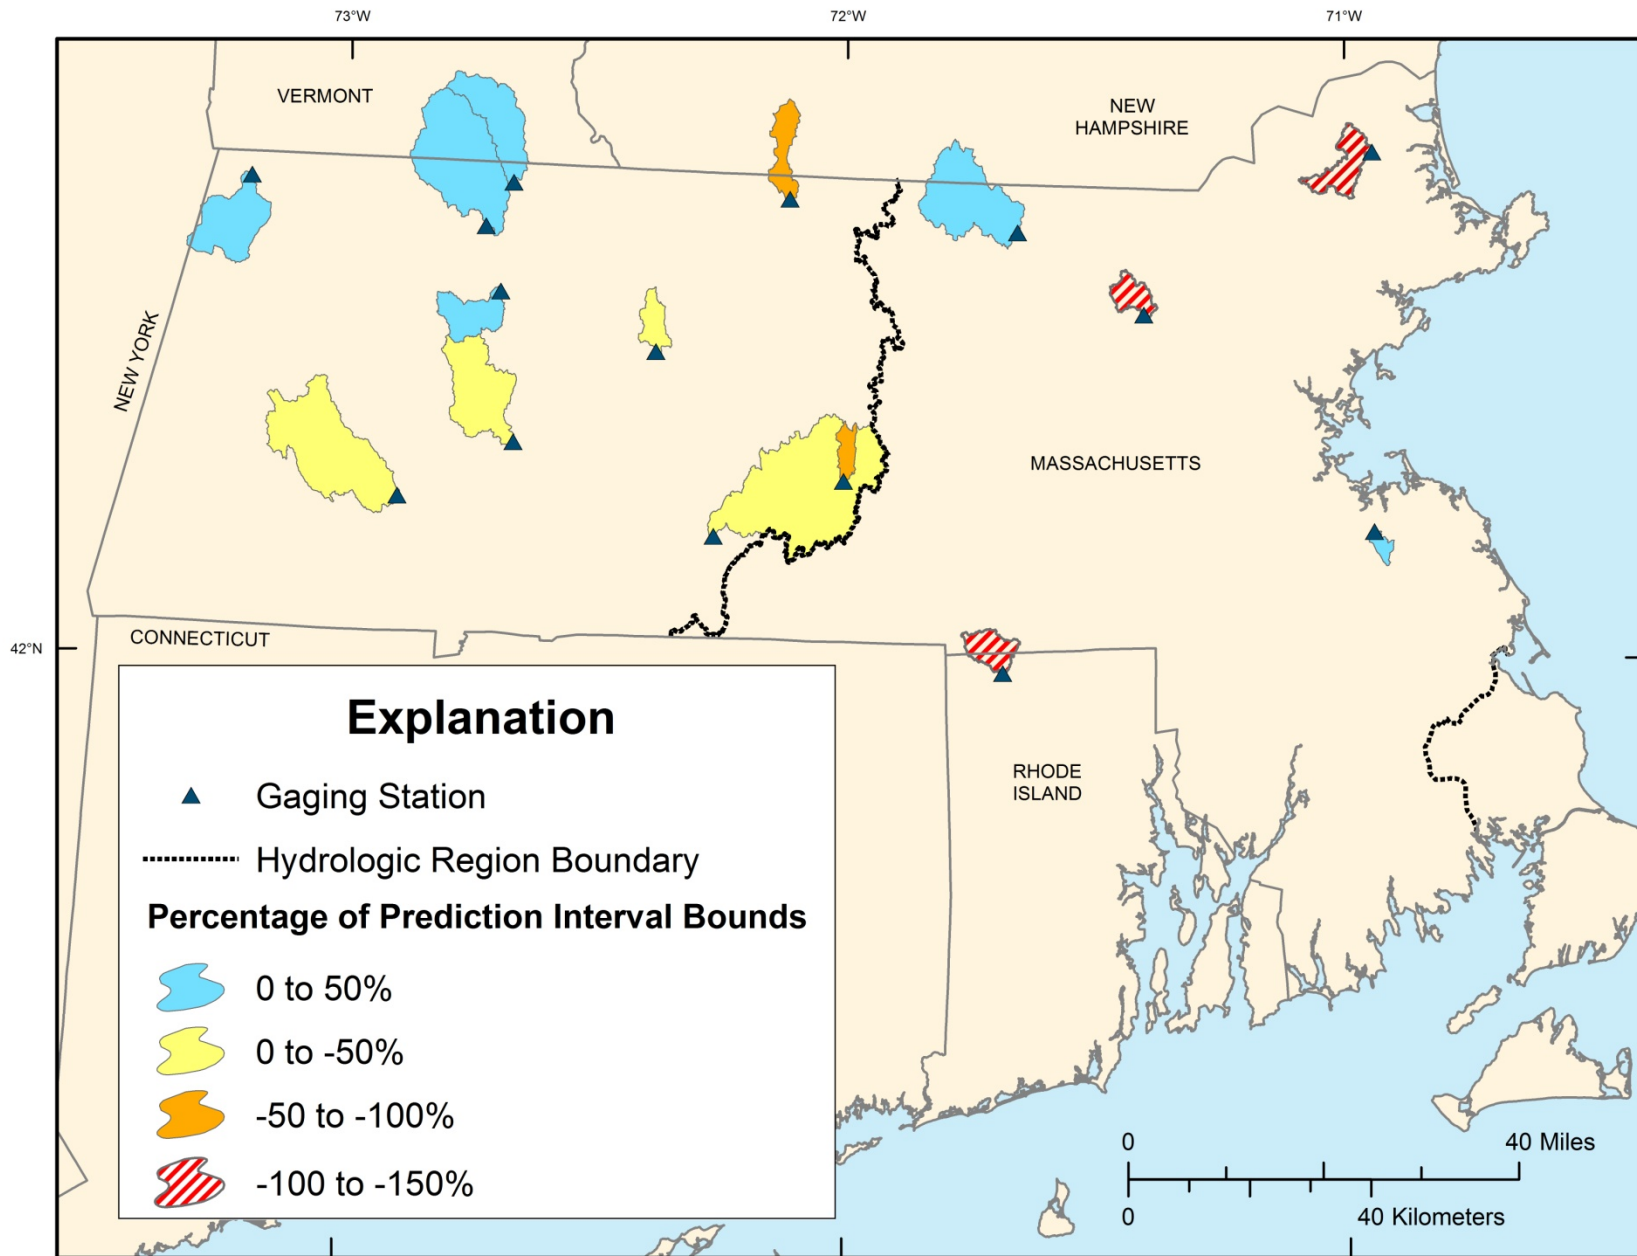 73°W
72°W
71°W
VERMONT
NEW
HAMPSHIRE
NEW YORK
MASSACHUSETTS
42°N
CONNECTICUT
RHODE
ISLAND
Explanation
Gaging Station
Hydrologic Region Boundary
Percentage of Prediction Interval Bounds
0 to 50%
0 to -50%
-50 to -100%
-100 to -150%
0
40 Miles
0
40 Kilometers